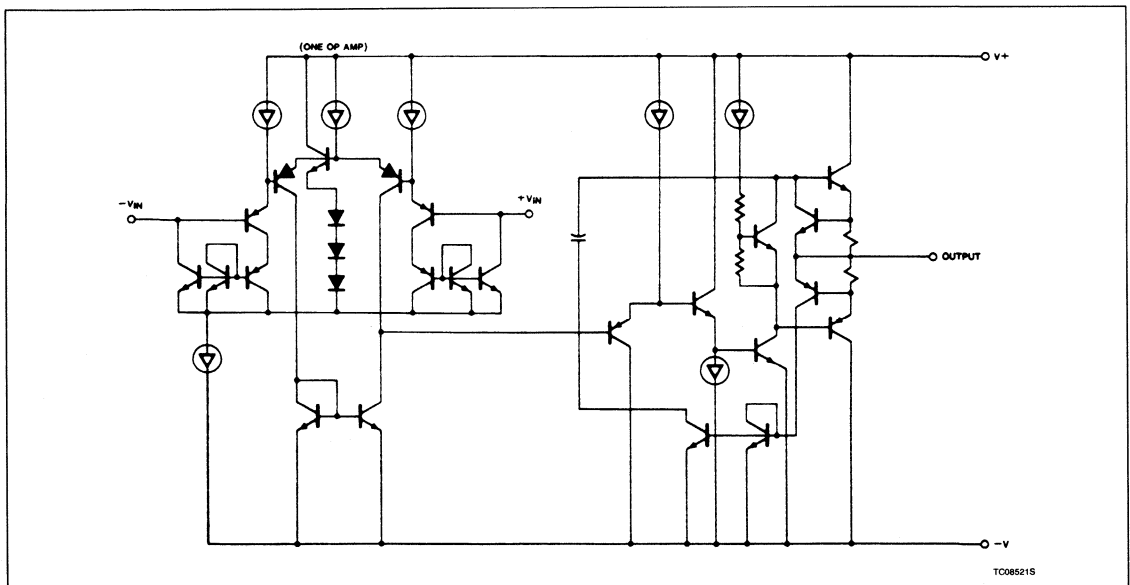 (ONE OP AMP)
V+
−VIN
+VIN
OUTPUT
−V
TC08521S